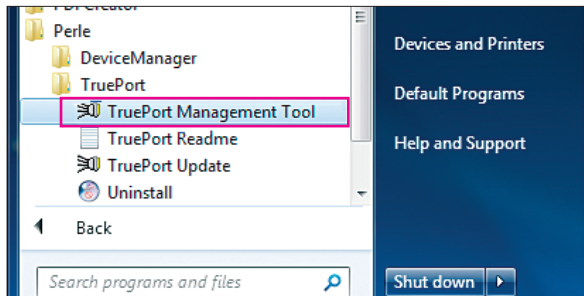 PDFCreator
Perle
DeviceManager
TruePort
TruePort Management Tool
TruePort Readme
TruePort Update
Uninstall
Back
Search programs and files
Devices and Printers
Default Programs
Help and Support
Shut down